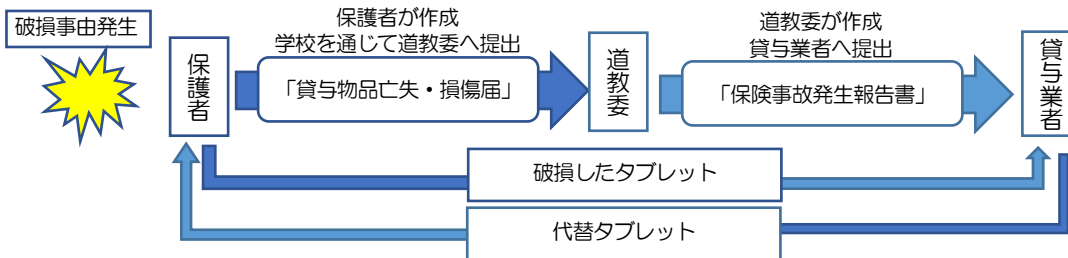 破損事由発生
保護者が作成
学校を通じて道教委へ提出
道教委が作成
貸与業者へ提出
保護者
「貸与物品亡失・損傷届」
道教委
「保険事故発生報告書」
貸与業者
破損したタブレット
代替タブレット